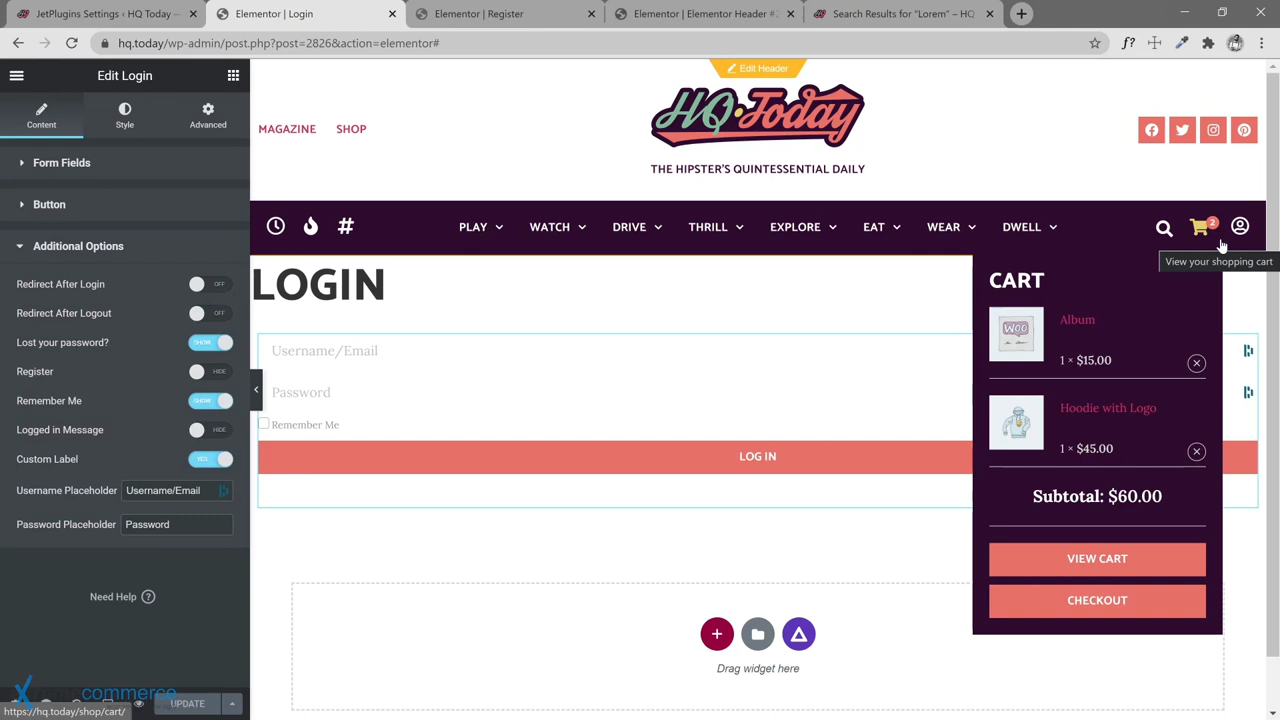 JetPlugins Settings – HQ Today –
Elementor | Login
Elementor | Register
Elementor | Elementor Header #2
Search Results for “Lorem” – HQ
hq.today/wp-admin/post.php?post=2826&action=elementor#
Edit Login
Content
Style
Advanced
Form Fields
Button
Additional Options
Redirect After Login
OFF
Redirect After Logout
OFF
Lost your password?
SHOW
Register
HIDE
Remember Me
SHOW
Logged in Message
HIDE
Custom Label
YES
Username Placeholder
Username/Email
Password Placeholder
Password
Need Help
UPDATE
https://hq.today/shop/cart/
commerce
Edit Header
MAGAZINE
SHOP
HQ•Today
THE HIPSTER'S QUINTESSENTIAL DAILY
PLAY
WATCH
DRIVE
THRILL
EXPLORE
EAT
WEAR
DWELL
2
View your shopping cart
LOGIN
Username/Email
Password
Remember Me
LOG IN
CART
WOO
Album
1 × $15.00
Hoodie with Logo
1 × $45.00
Subtotal: $60.00
VIEW CART
CHECKOUT
Drag widget here